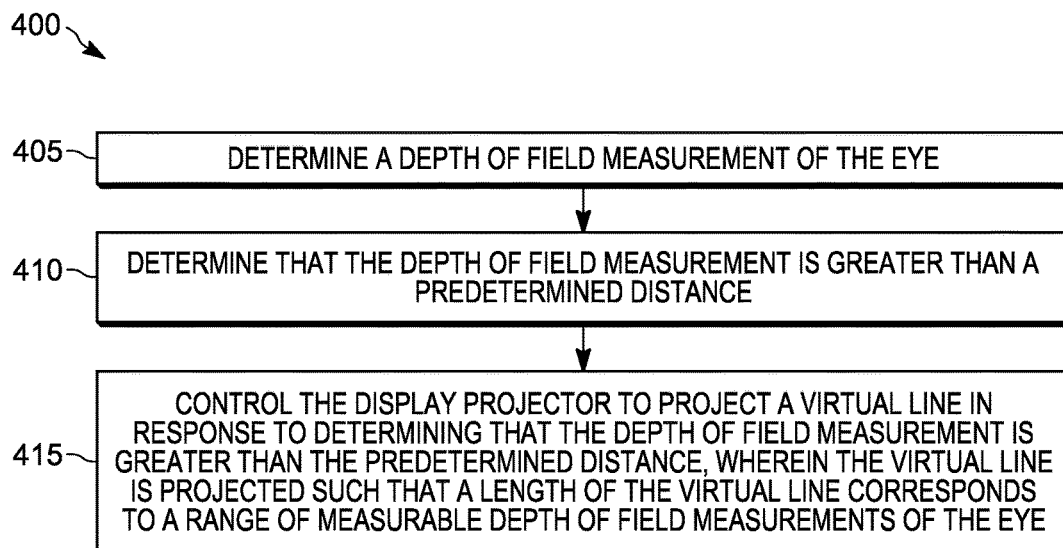 400
405
DETERMINE A DEPTH OF FIELD MEASUREMENT OF THE EYE
410
DETERMINE THAT THE DEPTH OF FIELD MEASUREMENT IS GREATER THAN A
PREDETERMINED DISTANCE
415
CONTROL THE DISPLAY PROJECTOR TO PROJECT A VIRTUAL LINE IN
RESPONSE TO DETERMINING THAT THE DEPTH OF FIELD MEASUREMENT IS
GREATER THAN THE PREDETERMINED DISTANCE, WHEREIN THE VIRTUAL LINE
IS PROJECTED SUCH THAT A LENGTH OF THE VIRTUAL LINE CORRESPONDS
TO A RANGE OF MEASURABLE DEPTH OF FIELD MEASUREMENTS OF THE EYE